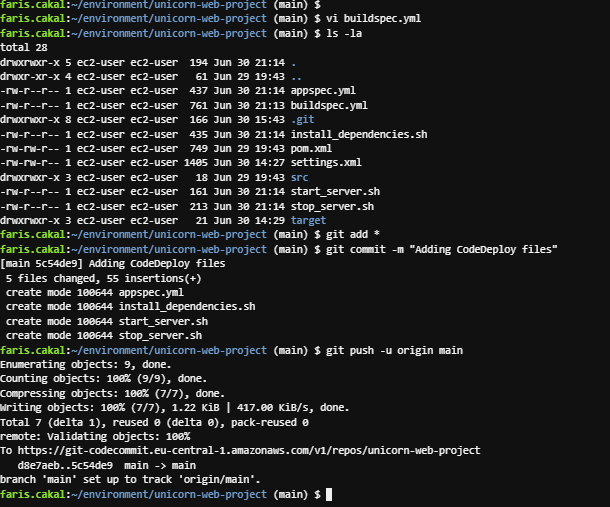 faris.cakal:~/environment/unicorn-web-project (main) $
faris.cakal:~/environment/unicorn-web-project (main) $ vi buildspec.yml
faris.cakal:~/environment/unicorn-web-project (main) $ ls -la
total 28
drwxrwxr-x 5 ec2-user ec2-user  194 Jun 30 21:14 .
drwxr-xr-x 4 ec2-user ec2-user   61 Jun 29 19:43 ..
-rw-r--r-- 1 ec2-user ec2-user  437 Jun 30 21:14 appspec.yml
-rw-r--r-- 1 ec2-user ec2-user  761 Jun 30 21:13 buildspec.yml
drwxrwxr-x 8 ec2-user ec2-user  166 Jun 30 15:43 .git
-rw-r--r-- 1 ec2-user ec2-user  435 Jun 30 21:14 install_dependencies.sh
-rw-rw-r-- 1 ec2-user ec2-user  749 Jun 29 19:43 pom.xml
-rw-rw-r-- 1 ec2-user ec2-user 1405 Jun 30 14:27 settings.xml
drwxrwxr-x 3 ec2-user ec2-user   18 Jun 29 19:43 src
-rw-r--r-- 1 ec2-user ec2-user  161 Jun 30 21:14 start_server.sh
-rw-r--r-- 1 ec2-user ec2-user  213 Jun 30 21:14 stop_server.sh
drwxrwxr-x 3 ec2-user ec2-user   21 Jun 30 14:29 target
faris.cakal:~/environment/unicorn-web-project (main) $ git add *
faris.cakal:~/environment/unicorn-web-project (main) $ git commit -m "Adding CodeDeploy files"
[main 5c54de9] Adding CodeDeploy files
 5 files changed, 55 insertions(+)
 create mode 100644 appspec.yml
 create mode 100644 install_dependencies.sh
 create mode 100644 start_server.sh
 create mode 100644 stop_server.sh
faris.cakal:~/environment/unicorn-web-project (main) $ git push -u origin main
Enumerating objects: 9, done.
Counting objects: 100% (9/9), done.
Compressing objects: 100% (7/7), done.
Writing objects: 100% (7/7), 1.22 KiB | 417.00 KiB/s, done.
Total 7 (delta 1), reused 0 (delta 0), pack-reused 0
remote: Validating objects: 100%
To https://git-codecommit.eu-central-1.amazonaws.com/v1/repos/unicorn-web-project
   d8e7aeb..5c54de9  main -> main
branch 'main' set up to track 'origin/main'.
faris.cakal:~/environment/unicorn-web-project (main) $